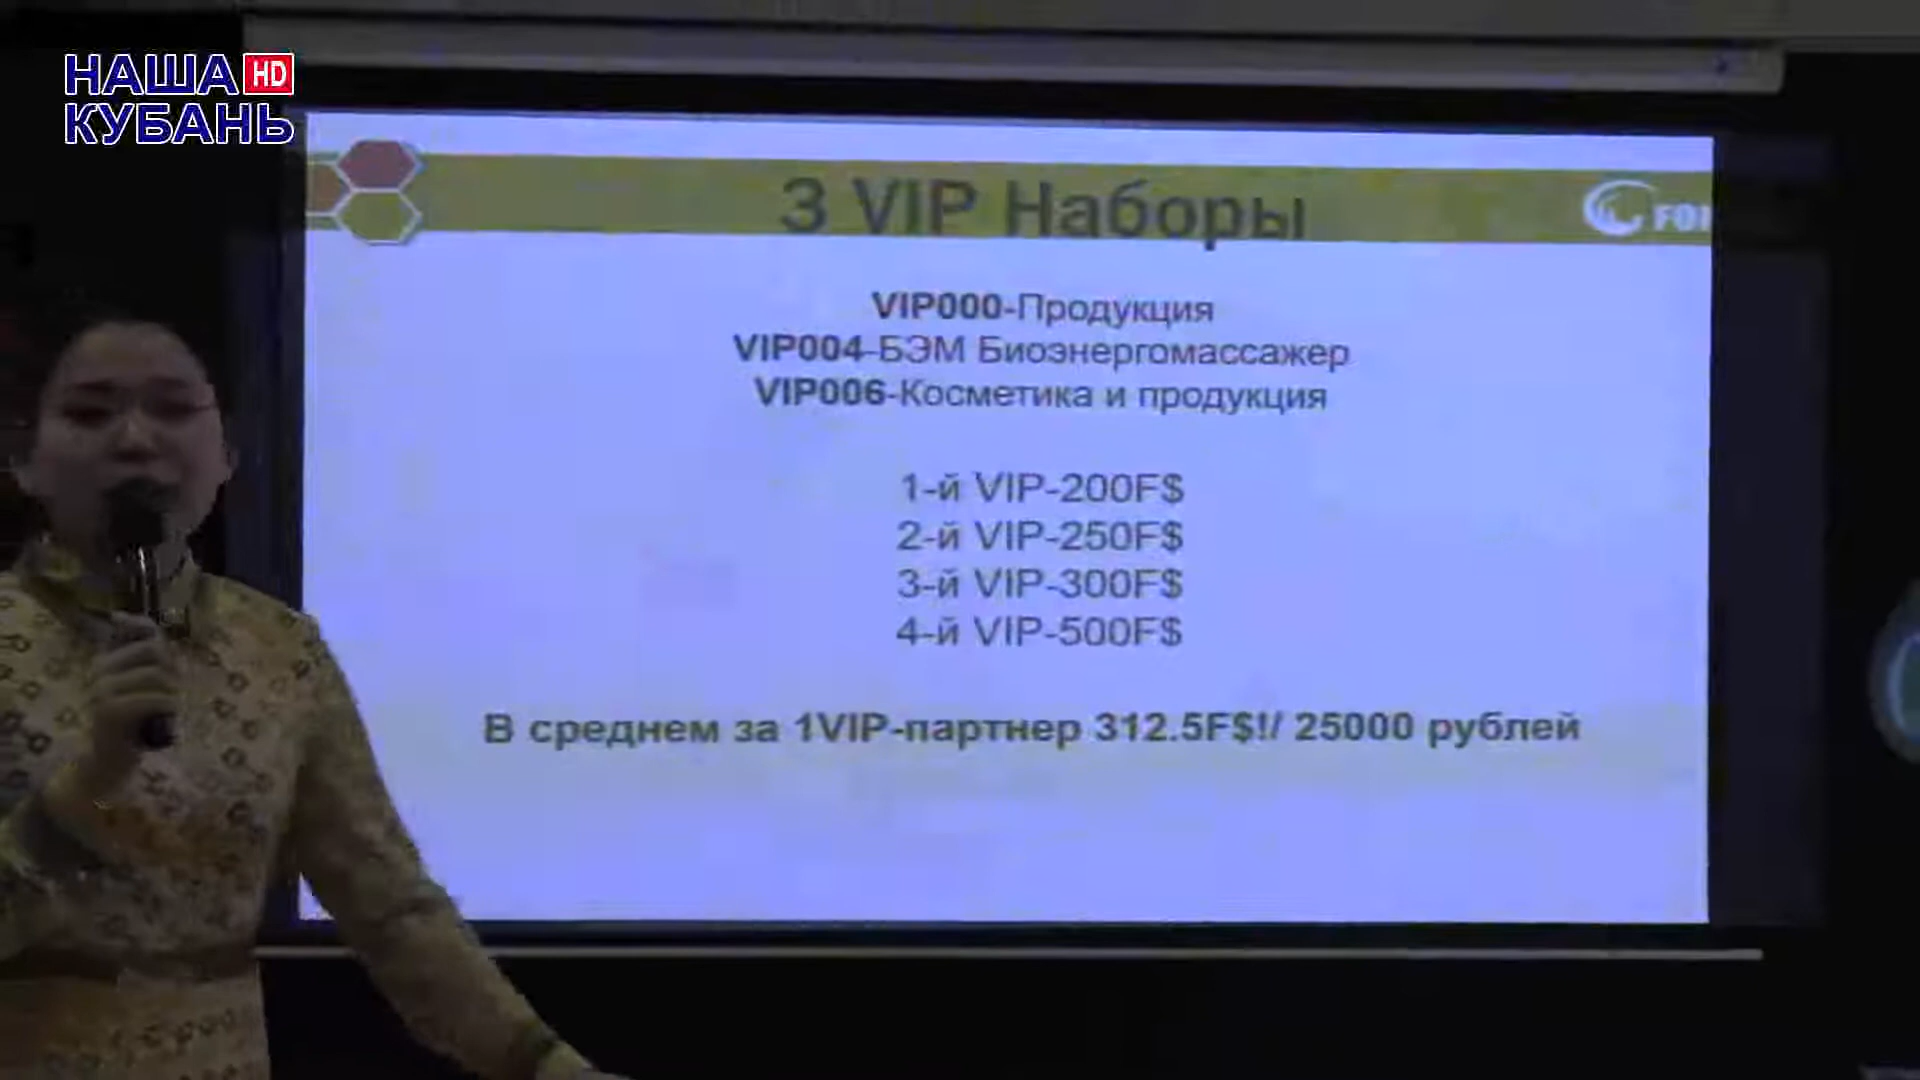 НАША HD
КУБАНЬ
3 VIP Наборы
VIP000-Продукция
VIP004-БЭМ Биоэнергомассажер
VIP006-Косметика и продукция
1-й VIP-200F$
2-й VIP-250F$
3-й VIP-300F$
4-й VIP-500F$
В среднем за 1VIP-партнер 312.5F$!/ 25000 рублей